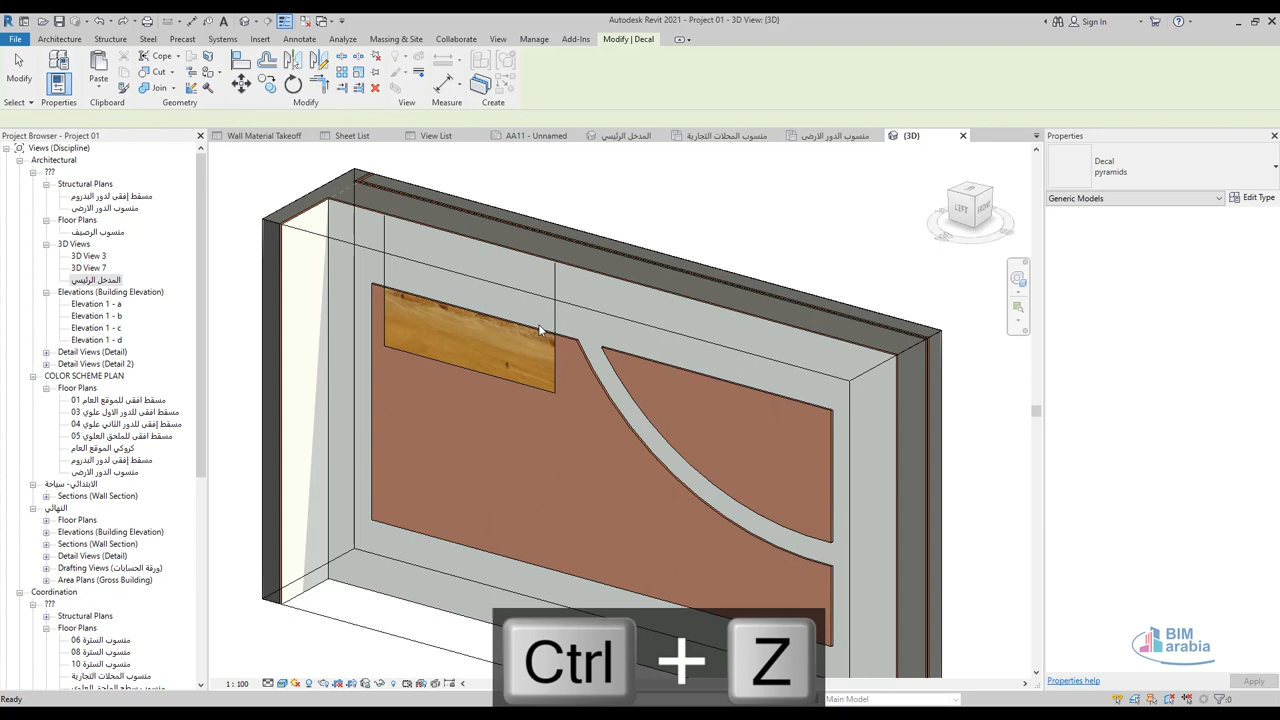 Autodesk Revit 2021 - Project 01 - 3D View: {3D}
Sign In
File Architecture Structure Steel Precast Systems Insert Annotate Analyze Massing & Site Collaborate View Add-Ins Manage Modify | Decal
Modify
Paste
Cope
Cut
Join
Select Properties Clipboard Geometry Modify View Measure Create
Project Browser - Project 01
Wall Material Takeoff
Sheet List
View List
AA11 - Unnamed
المدخل الرئيسي
منسوب المحلات التجارية
منسوب الدور الارضى
{3D}
Properties
Views (Discipline)
Architectural
???
Structural Plans
مسقط إفقى لدور البدروم
منسوب الدور الارضى
Floor Plans
منسوب الرصيف
3D Views
3D View 3
3D View 7
المدخل الرئيسي
Elevations (Building Elevation)
Elevation 1 - a
Elevation 1 - b
Elevation 1 - c
Elevation 1 - d
Detail Views (Detail)
Detail Views (Detail 2)
COLOR SCHEME PLAN
Floor Plans
01 مسقط افقى للموقع العام
03 مسقط افقى للدور الاول علوي
04 مسقط إفقى للدور الثاني علوي
05 مسقط افقى للملحق العلوي
كروكي الموقع العام
مسقط إفقى لدور البدروم
منسوب الدور الارضى
الابتدائي- سياحة
Sections (Wall Section)
النهائي
Floor Plans
Elevations (Building Elevation)
Sections (Wall Section)
Detail Views (Detail)
Drafting Views (ورقة الحسابات)
Area Plans (Gross Building)
Coordination
???
Structural Plans
Floor Plans
منسوب السترة 06
منسوب السترة 08
منسوب السترة 10
منسوب المحلات التجارية
Decal
pyramids
Generic Models
Edit Type
LEFT
FRONT
Ctrl + Z
BIM
arabia
1 : 100
Properties help
Apply
Ready
Main Model
:0